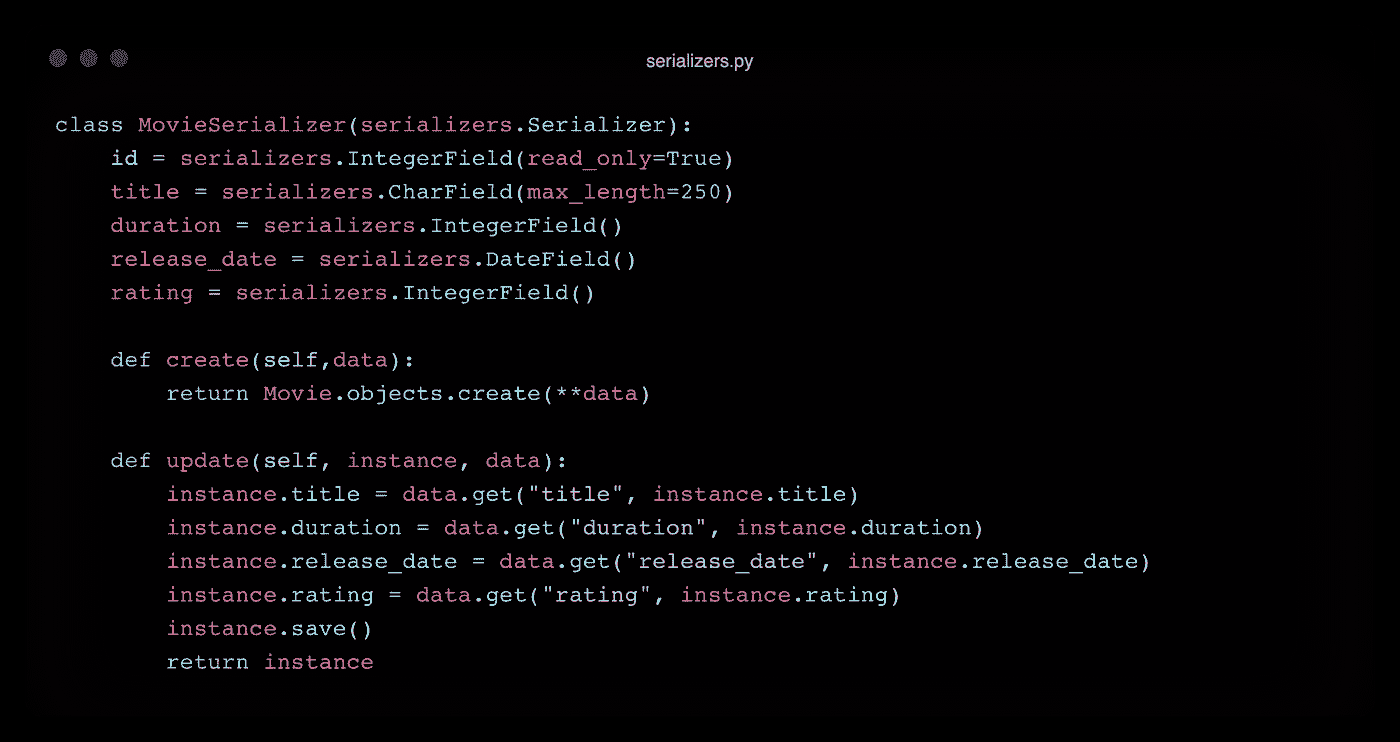 serializers.py
class MovieSerializer(serializers.Serializer):
    id = serializers.IntegerField(read_only=True)
    title = serializers.CharField(max_length=250)
    duration = serializers.IntegerField()
    release_date = serializers.DateField()
    rating = serializers.IntegerField()
    def create(self,data):
        return Movie.objects.create(**data)
    def update(self, instance, data):
        instance.title = data.get("title", instance.title)
        instance.duration = data.get("duration", instance.duration)
        instance.release_date = data.get("release_date", instance.release_date)
        instance.rating = data.get("rating", instance.rating)
        instance.save()
        return instance